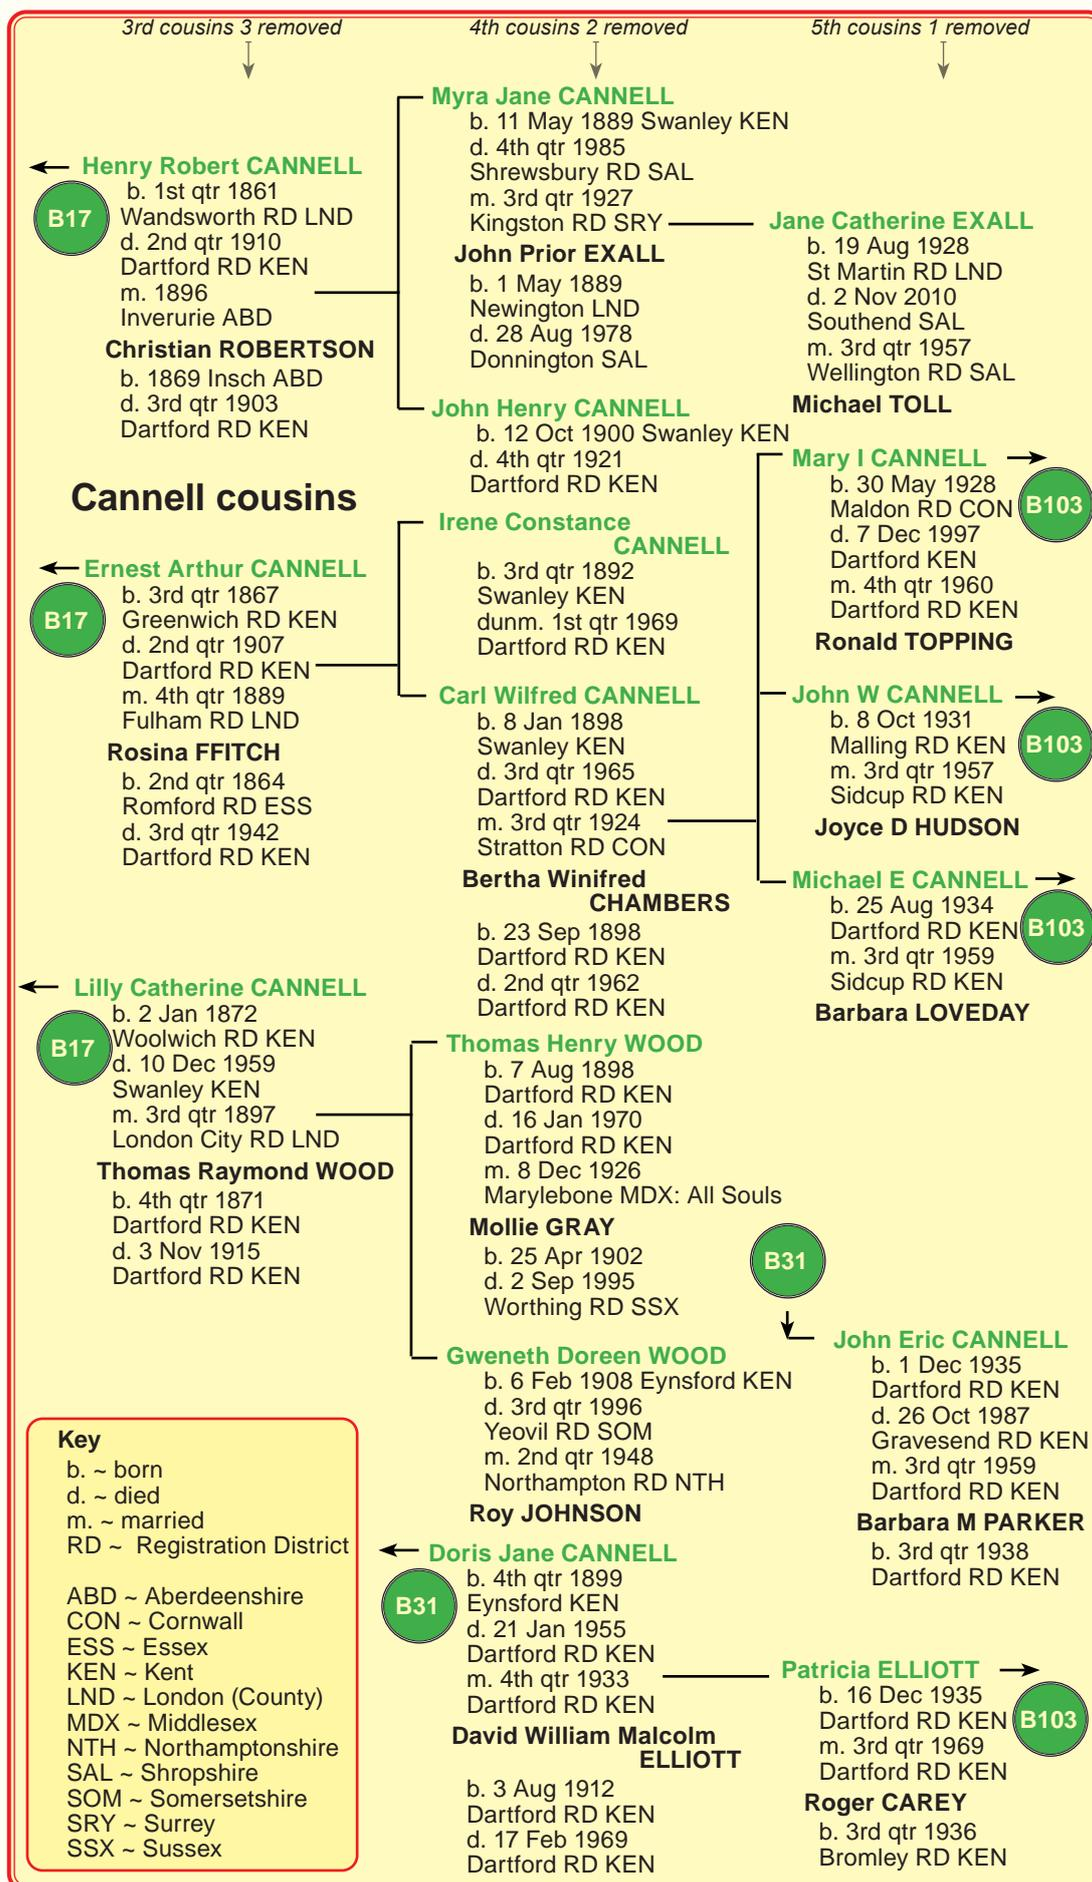 3rd cousins 3 removed
4th cousins 2 removed
5th cousins 1 removed
Henry Robert CANNELL
B17
b. 1st qtr 1861
Wandsworth RD LND
d. 2nd qtr 1910
Dartford RD KEN
m. 1896
Inverurie ABD
Christian ROBERTSON
b. 1869 Insch ABD
d. 3rd qtr 1903
Dartford RD KEN
Cannell cousins
Ernest Arthur CANNELL
B17
b. 3rd qtr 1867
Greenwich RD KEN
d. 2nd qtr 1907
Dartford RD KEN
m. 4th qtr 1889
Fulham RD LND
Rosina FFITCH
b. 2nd qtr 1864
Romford RD ESS
d. 3rd qtr 1942
Dartford RD KEN
Lilly Catherine CANNELL
B17
b. 2 Jan 1872
Woolwich RD KEN
d. 10 Dec 1959
Swanley KEN
m. 3rd qtr 1897
London City RD LND
Thomas Raymond WOOD
b. 4th qtr 1871
Dartford RD KEN
d. 3 Nov 1915
Dartford RD KEN
Key
b. ~ born
d. ~ died
m. ~ married
RD ~ Registration District
ABD ~ Aberdeenshire
CON ~ Cornwall
ESS ~ Essex
KEN ~ Kent
LND ~ London (County)
MDX ~ Middlesex
NTH ~ Northamptonshire
SAL ~ Shropshire
SOM ~ Somersetshire
SRY ~ Surrey
SSX ~ Sussex
Myra Jane CANNELL
b. 11 May 1889 Swanley KEN
d. 4th qtr 1985
Shrewsbury RD SAL
m. 3rd qtr 1927
Kingston RD SRY
John Prior EXALL
b. 1 May 1889
Newington LND
d. 28 Aug 1978
Donnington SAL
John Henry CANNELL
b. 12 Oct 1900 Swanley KEN
d. 4th qtr 1921
Dartford RD KEN
Irene Constance
CANNELL
b. 3rd qtr 1892
Swanley KEN
dunm. 1st qtr 1969
Dartford RD KEN
Carl Wilfred CANNELL
b. 8 Jan 1898
Swanley KEN
d. 3rd qtr 1965
Dartford RD KEN
m. 3rd qtr 1924
Stratton RD CON
Bertha Winifred
CHAMBERS
b. 23 Sep 1898
Dartford RD KEN
d. 2nd qtr 1962
Dartford RD KEN
Thomas Henry WOOD
b. 7 Aug 1898
Dartford RD KEN
d. 16 Jan 1970
Dartford RD KEN
m. 8 Dec 1926
Marylebone MDX: All Souls
Mollie GRAY
b. 25 Apr 1902
d. 2 Sep 1995
Worthing RD SSX
Gweneth Doreen WOOD
b. 6 Feb 1908 Eynsford KEN
d. 3rd qtr 1996
Yeovil RD SOM
m. 2nd qtr 1948
Northampton RD NTH
Roy JOHNSON
Doris Jane CANNELL
B31
b. 4th qtr 1899
Eynsford KEN
d. 21 Jan 1955
Dartford RD KEN
m. 4th qtr 1933
Dartford RD KEN
David William Malcolm
ELLIOTT
b. 3 Aug 1912
Dartford RD KEN
d. 17 Feb 1969
Dartford RD KEN
Jane Catherine EXALL
b. 19 Aug 1928
St Martin RD LND
d. 2 Nov 2010
Southend SAL
m. 3rd qtr 1957
Wellington RD SAL
Michael TOLL
Mary I CANNELL
B103
b. 30 May 1928
Maldon RD CON
d. 7 Dec 1997
Dartford KEN
m. 4th qtr 1960
Dartford RD KEN
Ronald TOPPING
John W CANNELL
B103
b. 8 Oct 1931
Malling RD KEN
m. 3rd qtr 1957
Sidcup RD KEN
Joyce D HUDSON
Michael E CANNELL
B103
b. 25 Aug 1934
Dartford RD KEN
m. 3rd qtr 1959
Sidcup RD KEN
Barbara LOVEDAY
B31
John Eric CANNELL
b. 1 Dec 1935
Dartford RD KEN
d. 26 Oct 1987
Gravesend RD KEN
m. 3rd qtr 1959
Dartford RD KEN
Barbara M PARKER
b. 3rd qtr 1938
Dartford RD KEN
Patricia ELLIOTT
B103
b. 16 Dec 1935
Dartford RD KEN
m. 3rd qtr 1969
Dartford RD KEN
Roger CAREY
b. 3rd qtr 1936
Bromley RD KEN